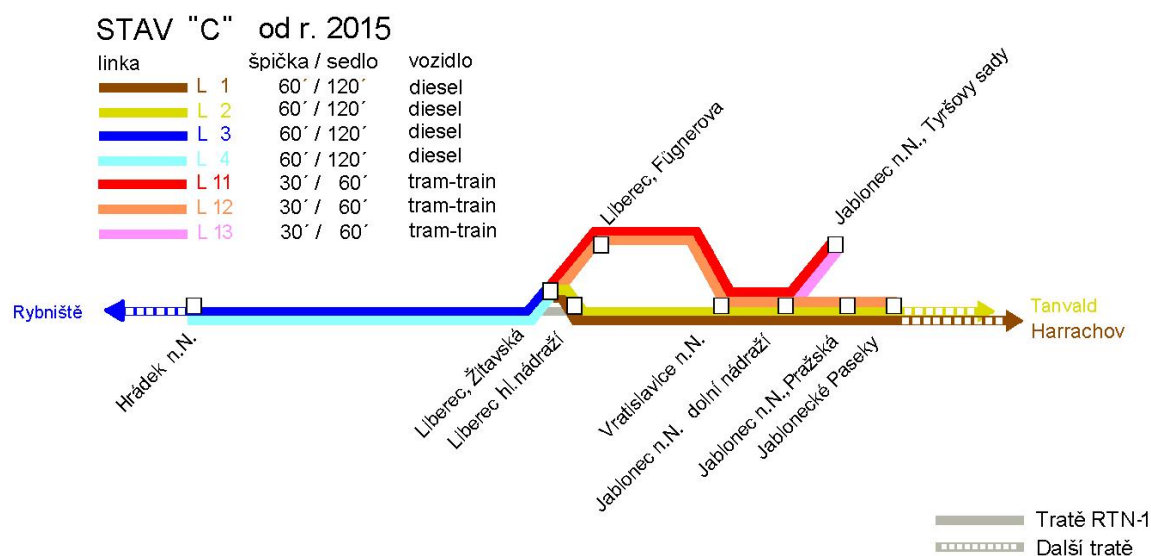 STAV "C" od r. 2015
linka špička / sedlo vozidlo
L 1 60´ / 120´ diesel
L 2 60´ / 120´ diesel
L 3 60´ / 120´ diesel
L 4 60´ / 120´ diesel
L 11 30´ / 60´ tram-train
L 12 30´ / 60´ tram-train
L 13 30´ / 60´ tram-train
Liberec, Fügnerova
Jablonec n.N., Tyršovy sady
Rybniště
Tanvald
Harrachov
Hrádek n.N.
Liberec, Žitavská
Liberec hl.nádraží
Vratislavice n.N.
Jablonec n.N. dolní nádraží
Jablonec n.N., Pražská
Jablonecké Paseky
Tratě RTN-1
Další tratě